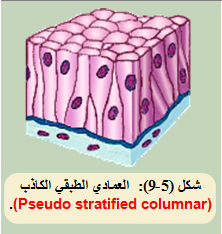 شكل (5-9): العمادي الطبقي الكاذب
(Pseudo stratified columnar).